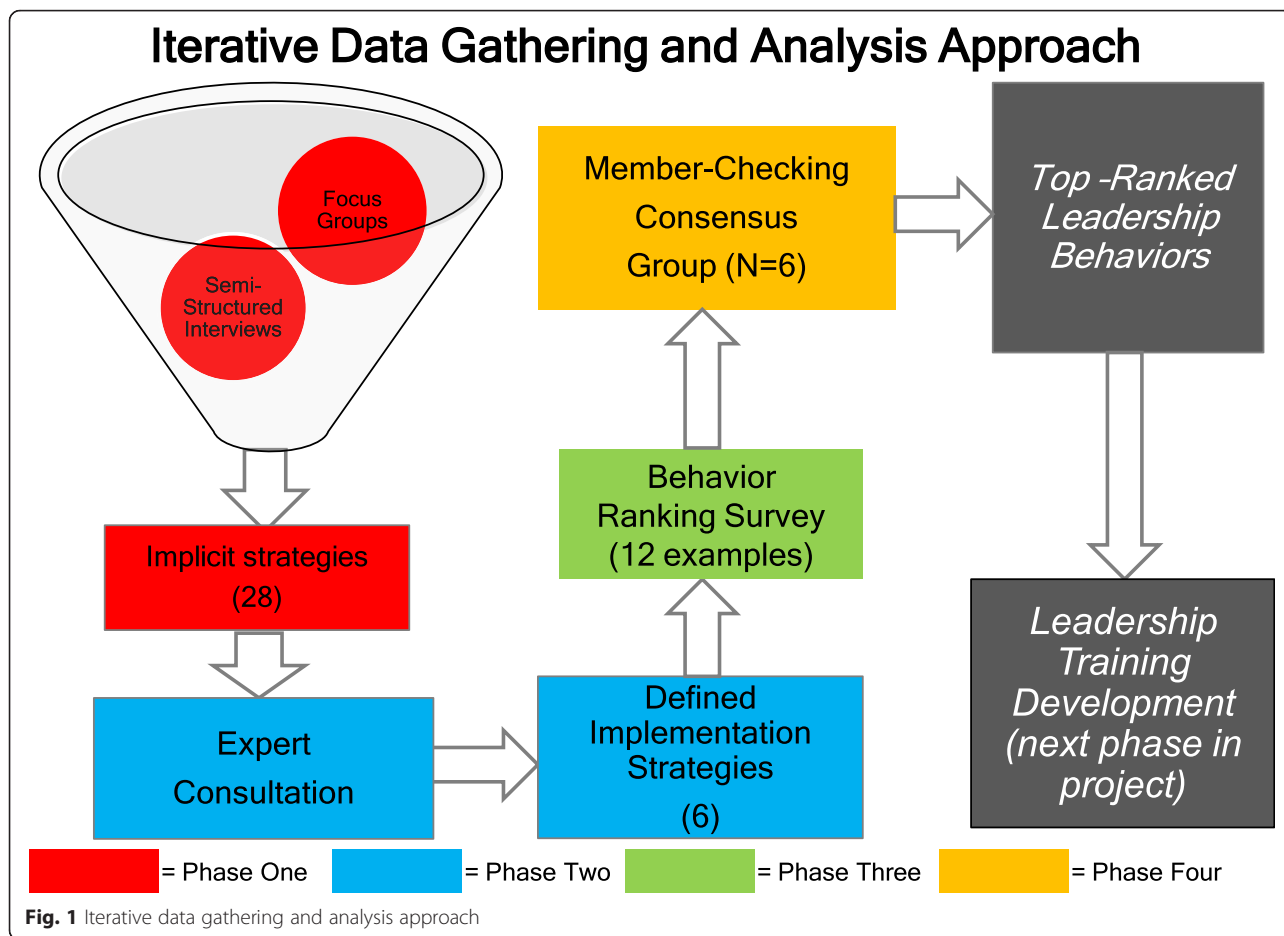 Iterative Data Gathering and Analysis Approach
Focus
Groups
Semi-
Structured
Interviews
Implicit strategies
(28)
Expert
Consultation
Defined
Implementation
Strategies
(6)
Behavior
Ranking Survey
(12 examples)
Member-Checking
Consensus
Group (N=6)
Top -Ranked
Leadership
Behaviors
Leadership
Training
Development
(next phase in
project)
= Phase One
= Phase Two
= Phase Three
= Phase Four
Fig. 1 Iterative data gathering and analysis approach